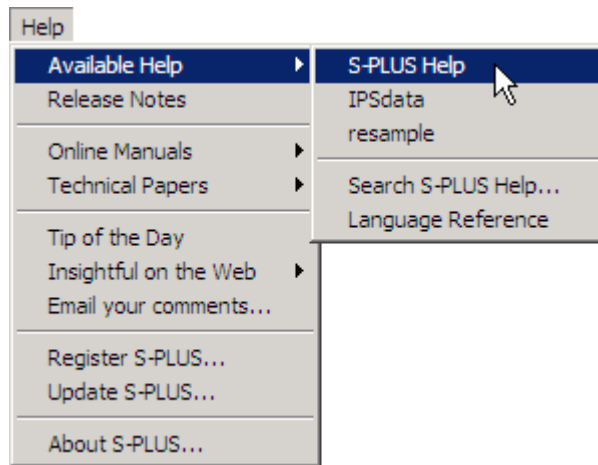 Help
Available Help
Release Notes
Online Manuals
Technical Papers
Tip of the Day
Insightful on the Web
Email your comments...
Register S-PLUS...
Update S-PLUS...
About S-PLUS...
S-PLUS Help
IPSdata
resample
Search S-PLUS Help...
Language Reference